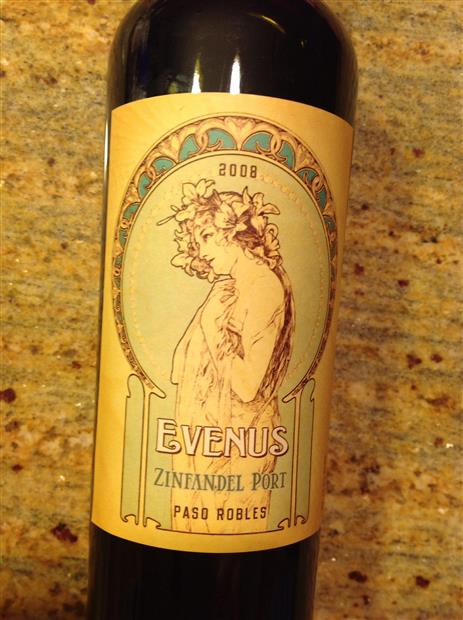 2008
EVENUS
ZINFANDEL PORT
PASO ROBLES